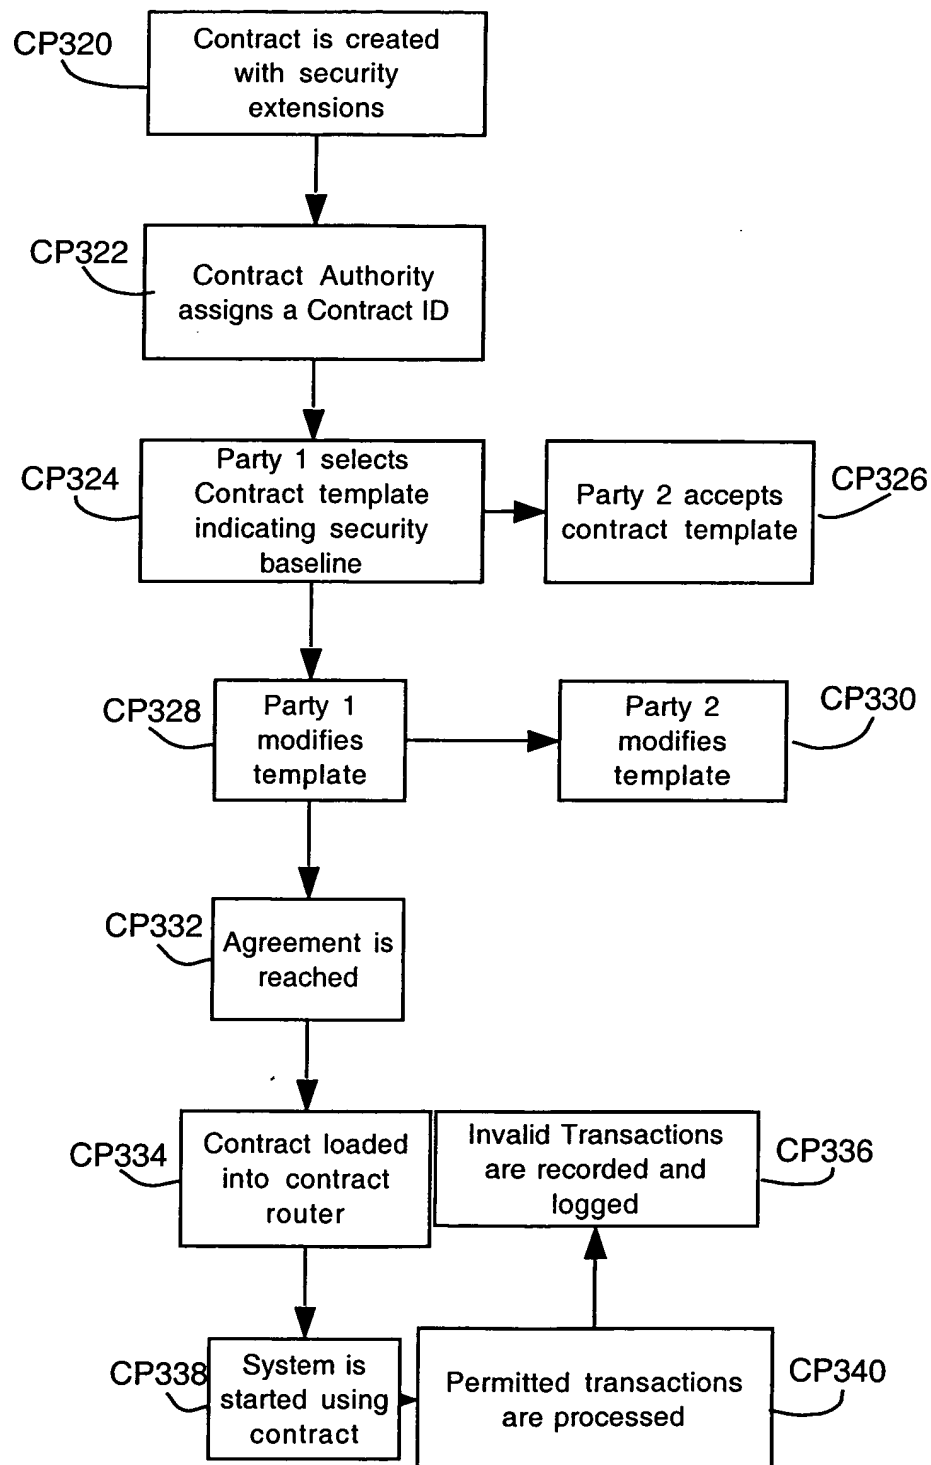 CP320
Contract is created
with security
extensions
CP322
Contract Authority
assigns a Contract ID
CP324
Party 1 selects
Contract template
indicating security
baseline
Party 2 accepts
contract template
CP326
CP328
Party 1
modifies
template
Party 2
modifies
template
CP330
CP332
Agreement is
reached
CP334
Contract loaded
into contract
router
Invalid Transactions
are recorded and
logged
CP336
CP338
System is
started using
contract
Permitted transactions
are processed
CP340